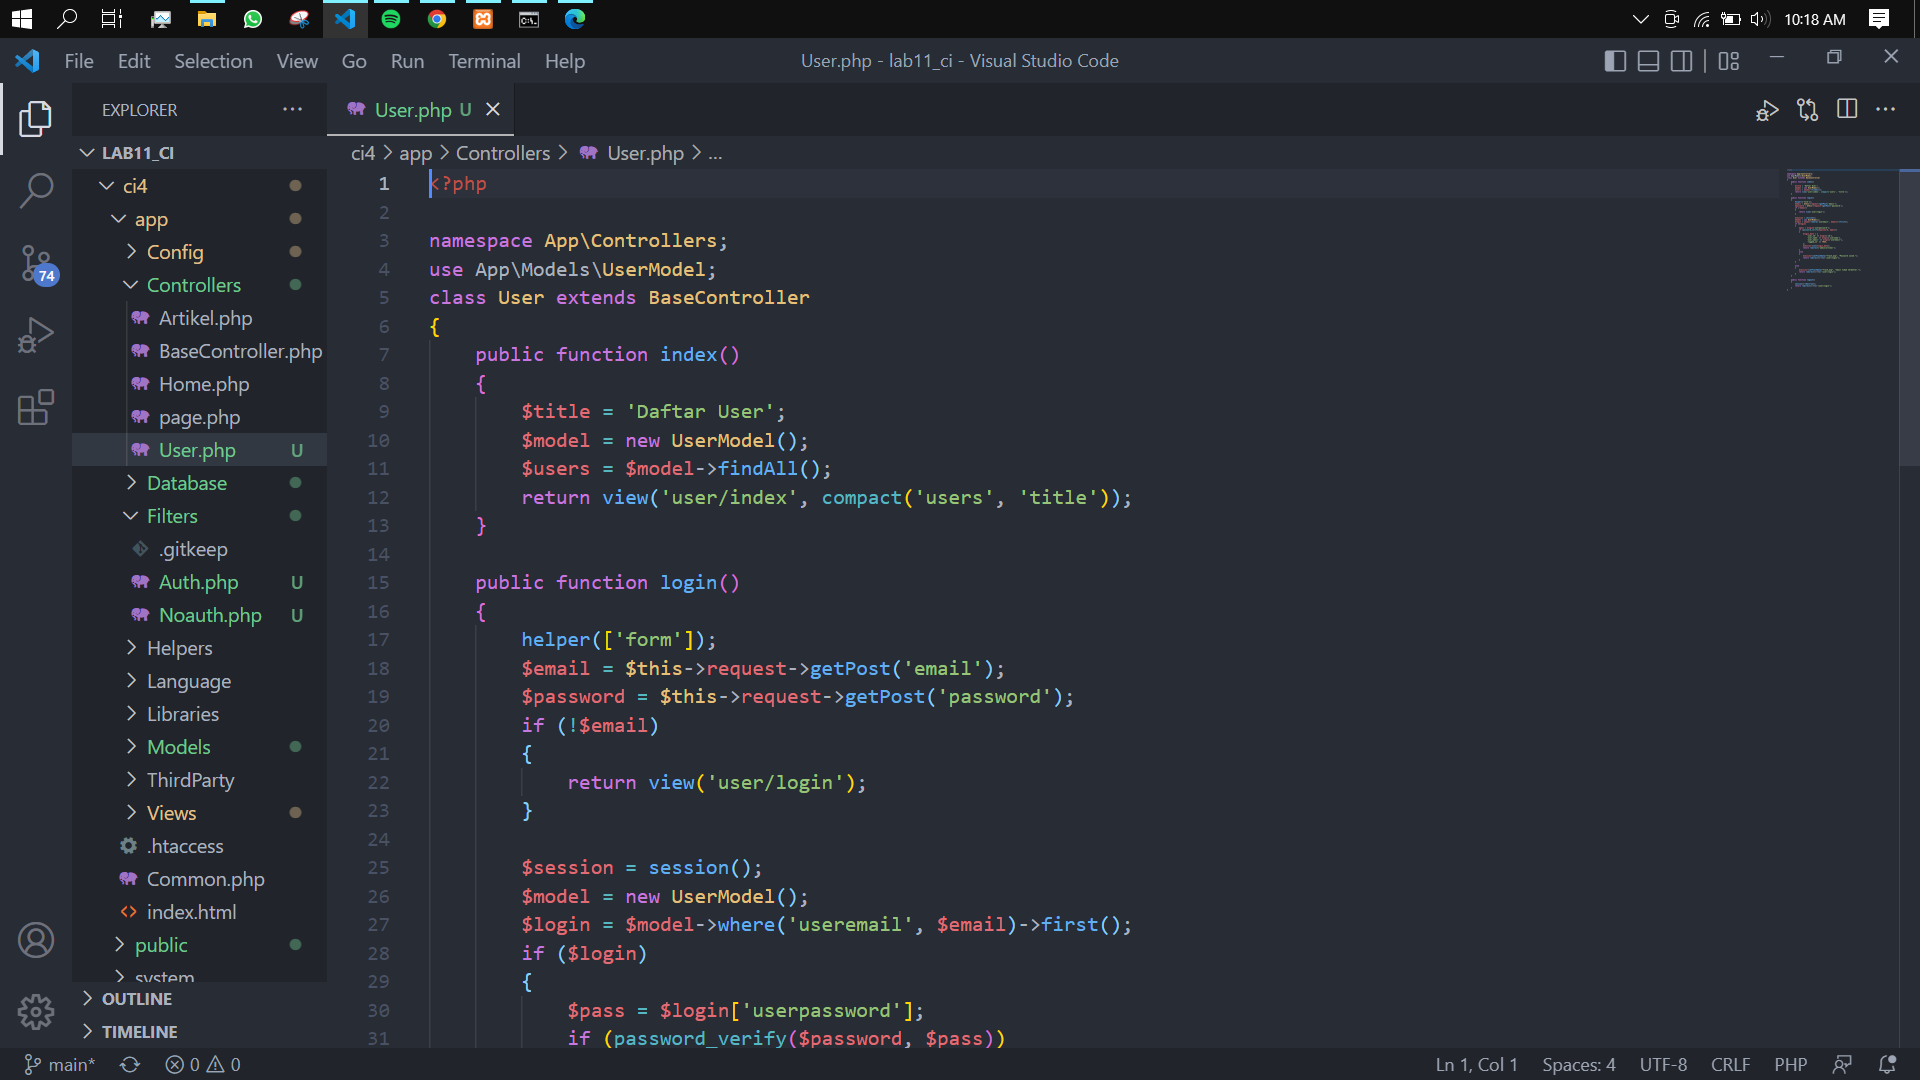 10:18 AM
File Edit Selection View Go Run Terminal Help
User.php - lab11_ci - Visual Studio Code
EXPLORER
User.php U
LAB11_CI
ci4 > app > Controllers > User.php > ...
ci4
app
Config
Controllers
Artikel.php
BaseController.php
Home.php
page.php
User.php U
Database
Filters
.gitkeep
Auth.php U
Noauth.php U
Helpers
Language
Libraries
Models
ThirdParty
Views
.htaccess
Common.php
index.html
public
system
OUTLINE
TIMELINE
74
1 <?php
2
3 namespace App\Controllers;
4 use App\Models\UserModel;
5 class User extends BaseController
6 {
7 public function index()
8 {
9 $title = 'Daftar User';
10 $model = new UserModel();
11 $users = $model->findAll();
12 return view('user/index', compact('users', 'title'));
13 }
14
15 public function login()
16 {
17 helper(['form']);
18 $email = $this->request->getPost('email');
19 $password = $this->request->getPost('password');
20 if (!$email)
21 {
22 return view('user/login');
23 }
24
25 $session = session();
26 $model = new UserModel();
27 $login = $model->where('useremail', $email)->first();
28 if ($login)
29 {
30 $pass = $login['userpassword'];
31 if (password_verify($password, $pass))
main* 0 0
Ln 1, Col 1 Spaces: 4 UTF-8 CRLF PHP